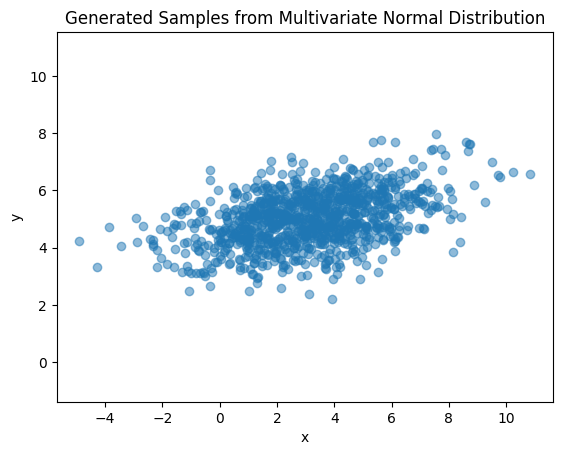 Generated Samples from Multivariate Normal Distribution
10
8
6
4
2
0
y
−4 −2 0 2 4 6 8 10
x